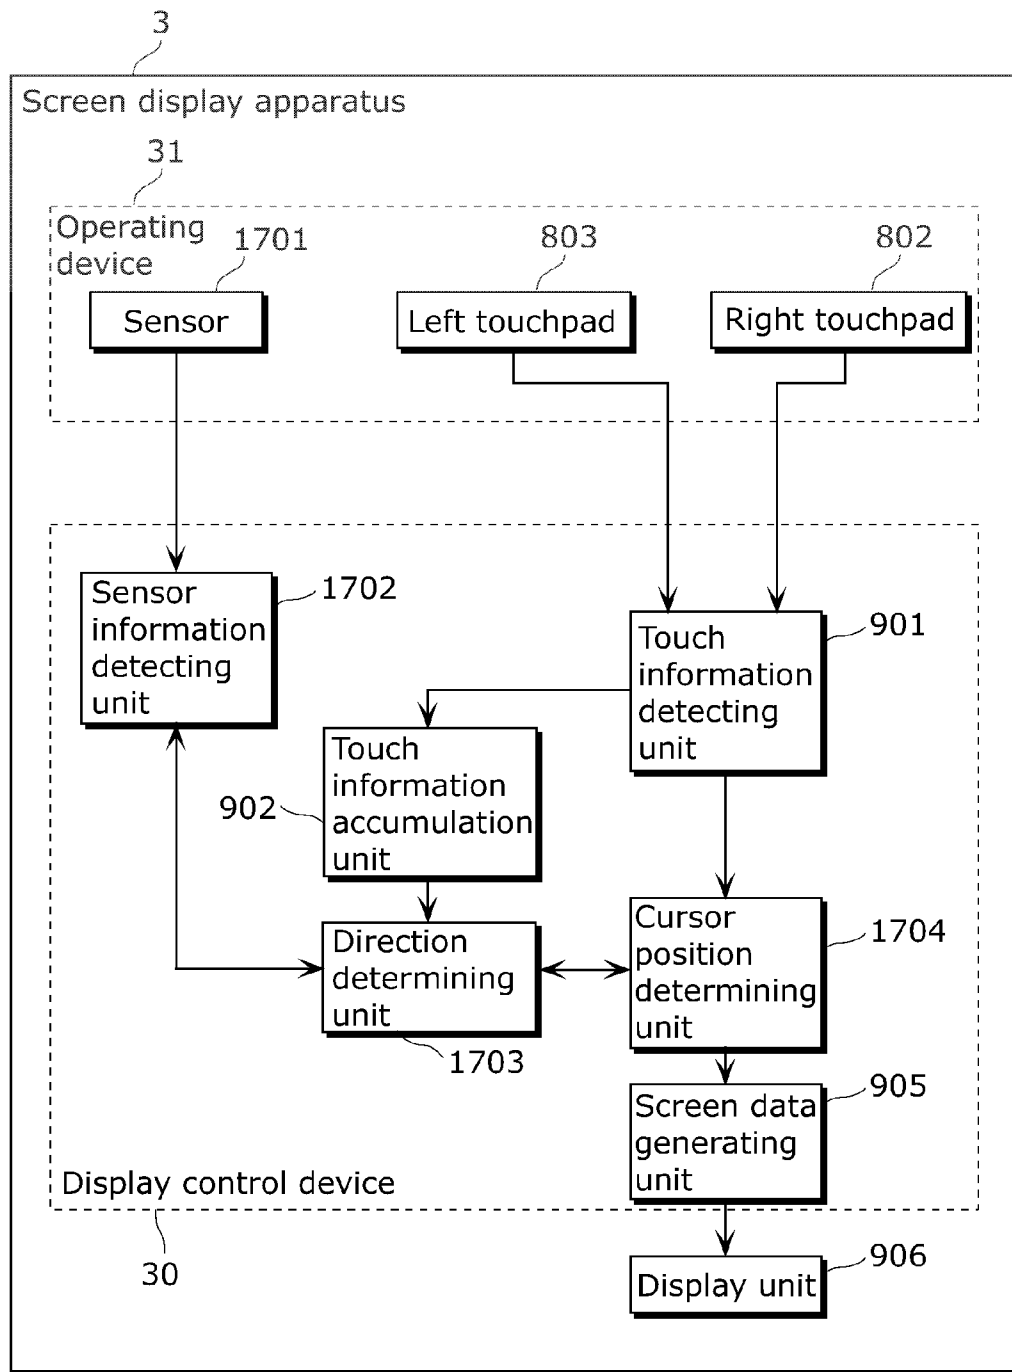 3
Screen display apparatus
31
Operating
device
1701
803
802
Sensor
Left touchpad
Right touchpad
Sensor
information
detecting
unit
1702
Touch
information
detecting
unit
901
Touch
information
accumulation
unit
902
Direction
determining
unit
1703
Cursor
position
determining
unit
1704
Screen data
generating
unit
905
Display control device
30
Display unit
906